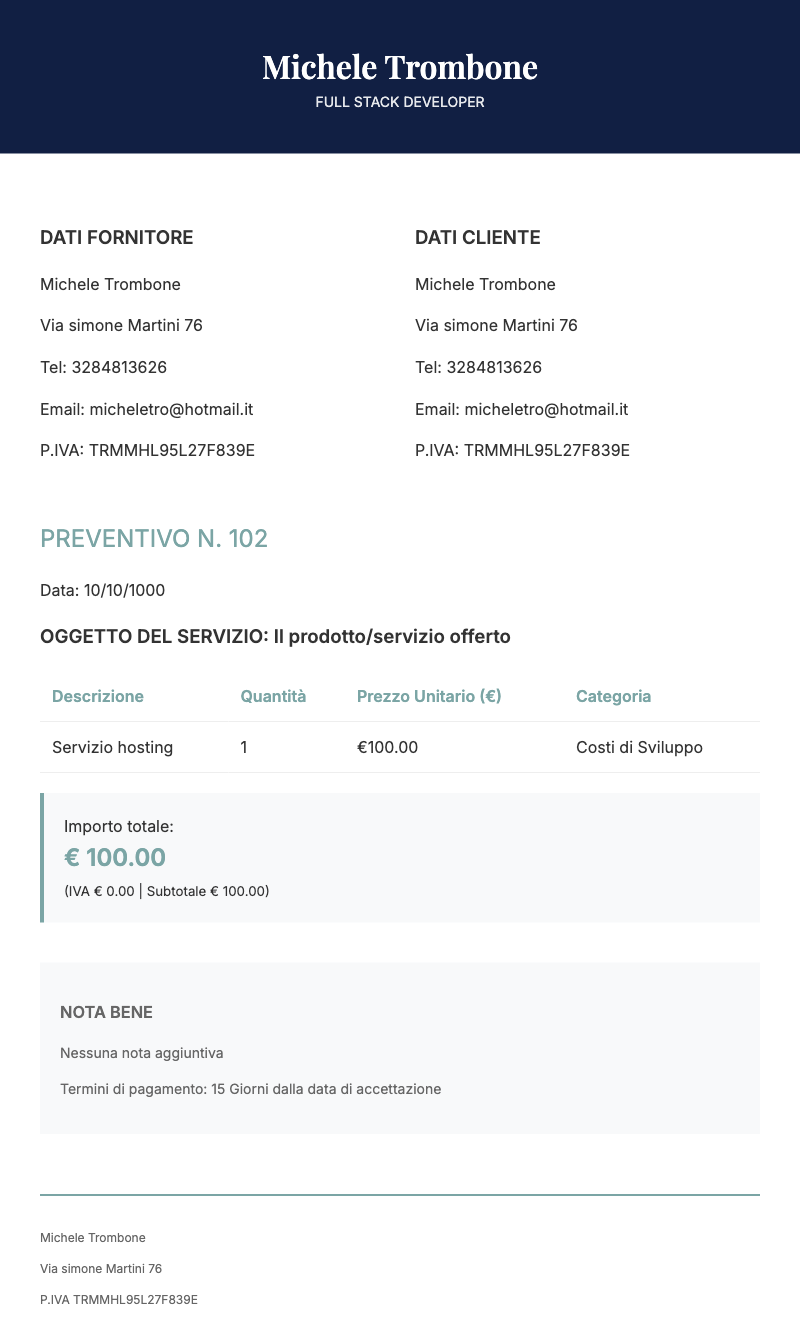 Michele Trombone
FULL STACK DEVELOPER
DATI FORNITORE
Michele Trombone
Via simone Martini 76
Tel: 3284813626
Email: micheletro@hotmail.it
P.IVA: TRMMHL95L27F839E
DATI CLIENTE
Michele Trombone
Via simone Martini 76
Tel: 3284813626
Email: micheletro@hotmail.it
P.IVA: TRMMHL95L27F839E
PREVENTIVO N. 102
Data: 10/10/1000
OGGETTO DEL SERVIZIO: Il prodotto/servizio offerto
Descrizione Quantità Prezzo Unitario (€) Categoria
Servizio hosting 1 €100.00 Costi di Sviluppo
Importo totale:
€ 100.00
(IVA € 0.00 | Subtotale € 100.00)
NOTA BENE
Nessuna nota aggiuntiva
Termini di pagamento: 15 Giorni dalla data di accettazione
Michele Trombone
Via simone Martini 76
P.IVA TRMMHL95L27F839E